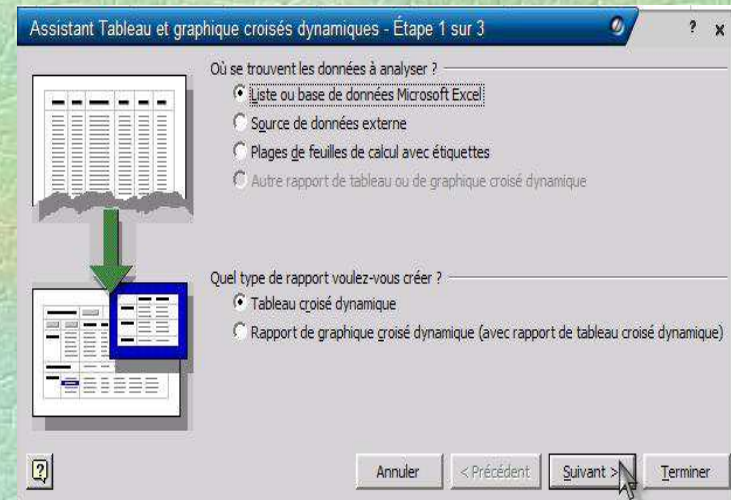 Assistant Tableau et graphique croisés dynamiques - Étape 1 sur 3
? x
Où se trouvent les données à analyser ?
Liste ou base de données Microsoft Excel
Source de données externe
Plages de feuilles de calcul avec étiquettes
Autre rapport de tableau ou de graphique croisé dynamique
Quel type de rapport voulez-vous créer ?
Tableau croisé dynamique
Rapport de graphique croisé dynamique (avec rapport de tableau croisé dynamique)
? Annuler < Précédent Suivant > Terminer